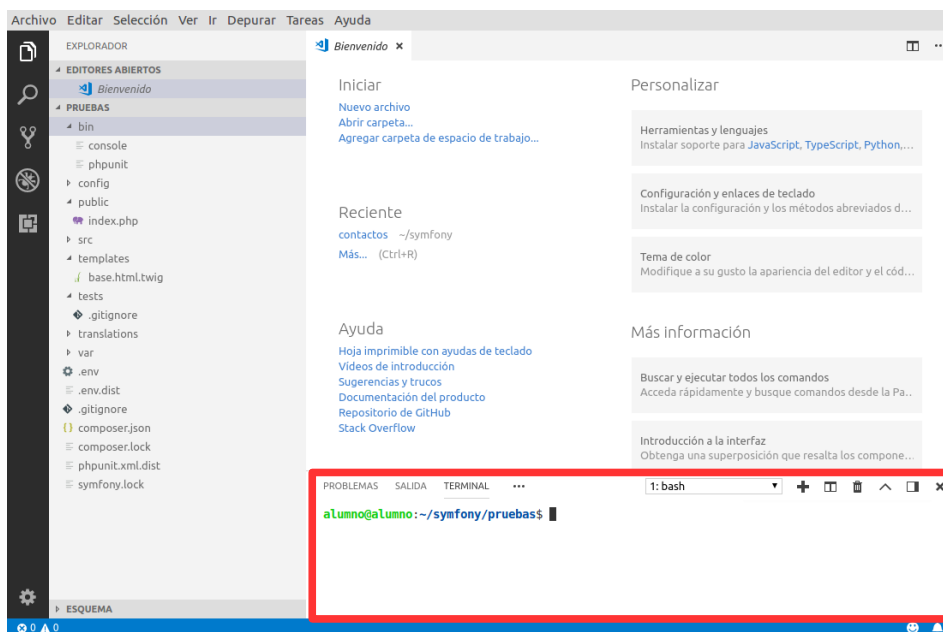 Archivo Editar Selección Ver Ir Depurar Tareas Ayuda
EXPLORADOR
EDITORES ABIERTOS
Bienvenido
PRUEBAS
bin
console
phpunit
config
public
index.php
src
templates
base.html.twig
tests
.gitignore
translations
var
.env
.env.dist
.gitignore
composer.json
composer.lock
phpunit.xml.dist
symfony.lock
ESQUEMA
Bienvenido
Iniciar
Nuevo archivo
Abrir carpeta...
Agregar carpeta de espacio de trabajo...
Reciente
contactos ~/symfony
Más... (Ctrl+R)
Ayuda
Hoja imprimible con ayudas de teclado
Vídeos de introducción
Sugerencias y trucos
Documentación del producto
Repositorio de GitHub
Stack Overflow
Personalizar
Herramientas y lenguajes
Instalar soporte para JavaScript, TypeScript, Python,...
Configuración y enlaces de teclado
Instalar la configuración y los métodos abreviados d...
Tema de color
Modifique a su gusto la apariencia del editor y el cód...
Más información
Buscar y ejecutar todos los comandos
Acceda rápidamente y busque comandos desde la Pa...
Introducción a la interfaz
Obtenga una superposición que resalta los compone...
PROBLEMAS SALIDA TERMINAL ...
1: bash
alumno@alumno:~/symfony/pruebas$
0 0